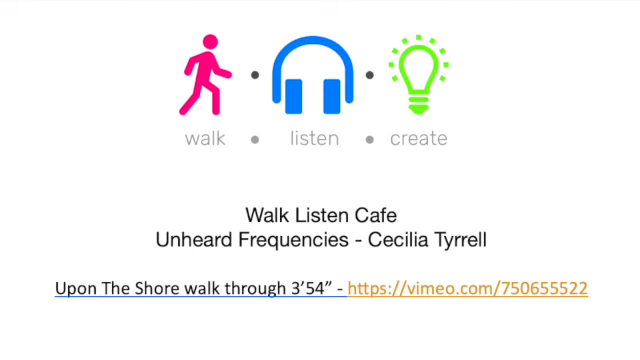 walk • listen • create
Walk Listen Cafe
Unheard Frequencies - Cecilia Tyrrell
Upon The Shore walk through 3’54” - https://vimeo.com/750655522